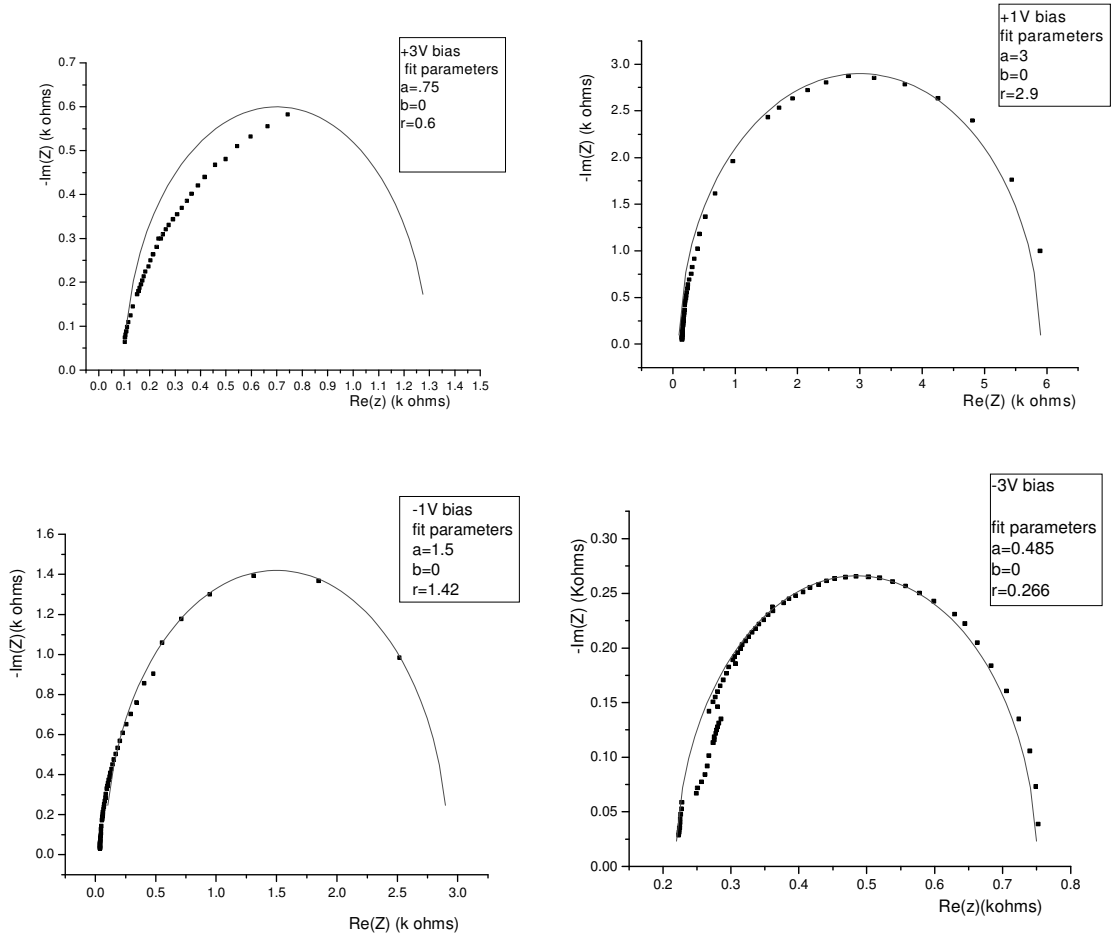 +3V bias
fit parameters
a=.75
b=0
r=0.6
0.7
0.6
0.5
0.4
0.3
0.2
0.1
0.0
-Im(Z) (k ohms)
0.0 0.1 0.2 0.3 0.4 0.5 0.6 0.7 0.8 0.9 1.0 1.1 1.2 1.3 1.4 1.5
Re(z) (k ohms)
+1V bias
fit parameters
a=3
b=0
r=2.9
3.0
2.5
2.0
1.5
1.0
0.5
0.0
-Im(Z) (k ohms)
0 1 2 3 4 5 6
Re(Z) (k ohms)
-1V bias
fit parameters
a=1.5
b=0
r=1.42
1.6
1.4
1.2
1.0
0.8
0.6
0.4
0.2
0.0
-Im(Z)(k ohms)
0.0 0.5 1.0 1.5 2.0 2.5 3.0
Re(Z) (k ohms)
-3V bias
fit parameters
a=0.485
b=0
r=0.266
0.30
0.25
0.20
0.15
0.10
0.05
0.00
-Im(Z) (Kohms)
0.2 0.3 0.4 0.5 0.6 0.7 0.8
Re(z)(kohms)